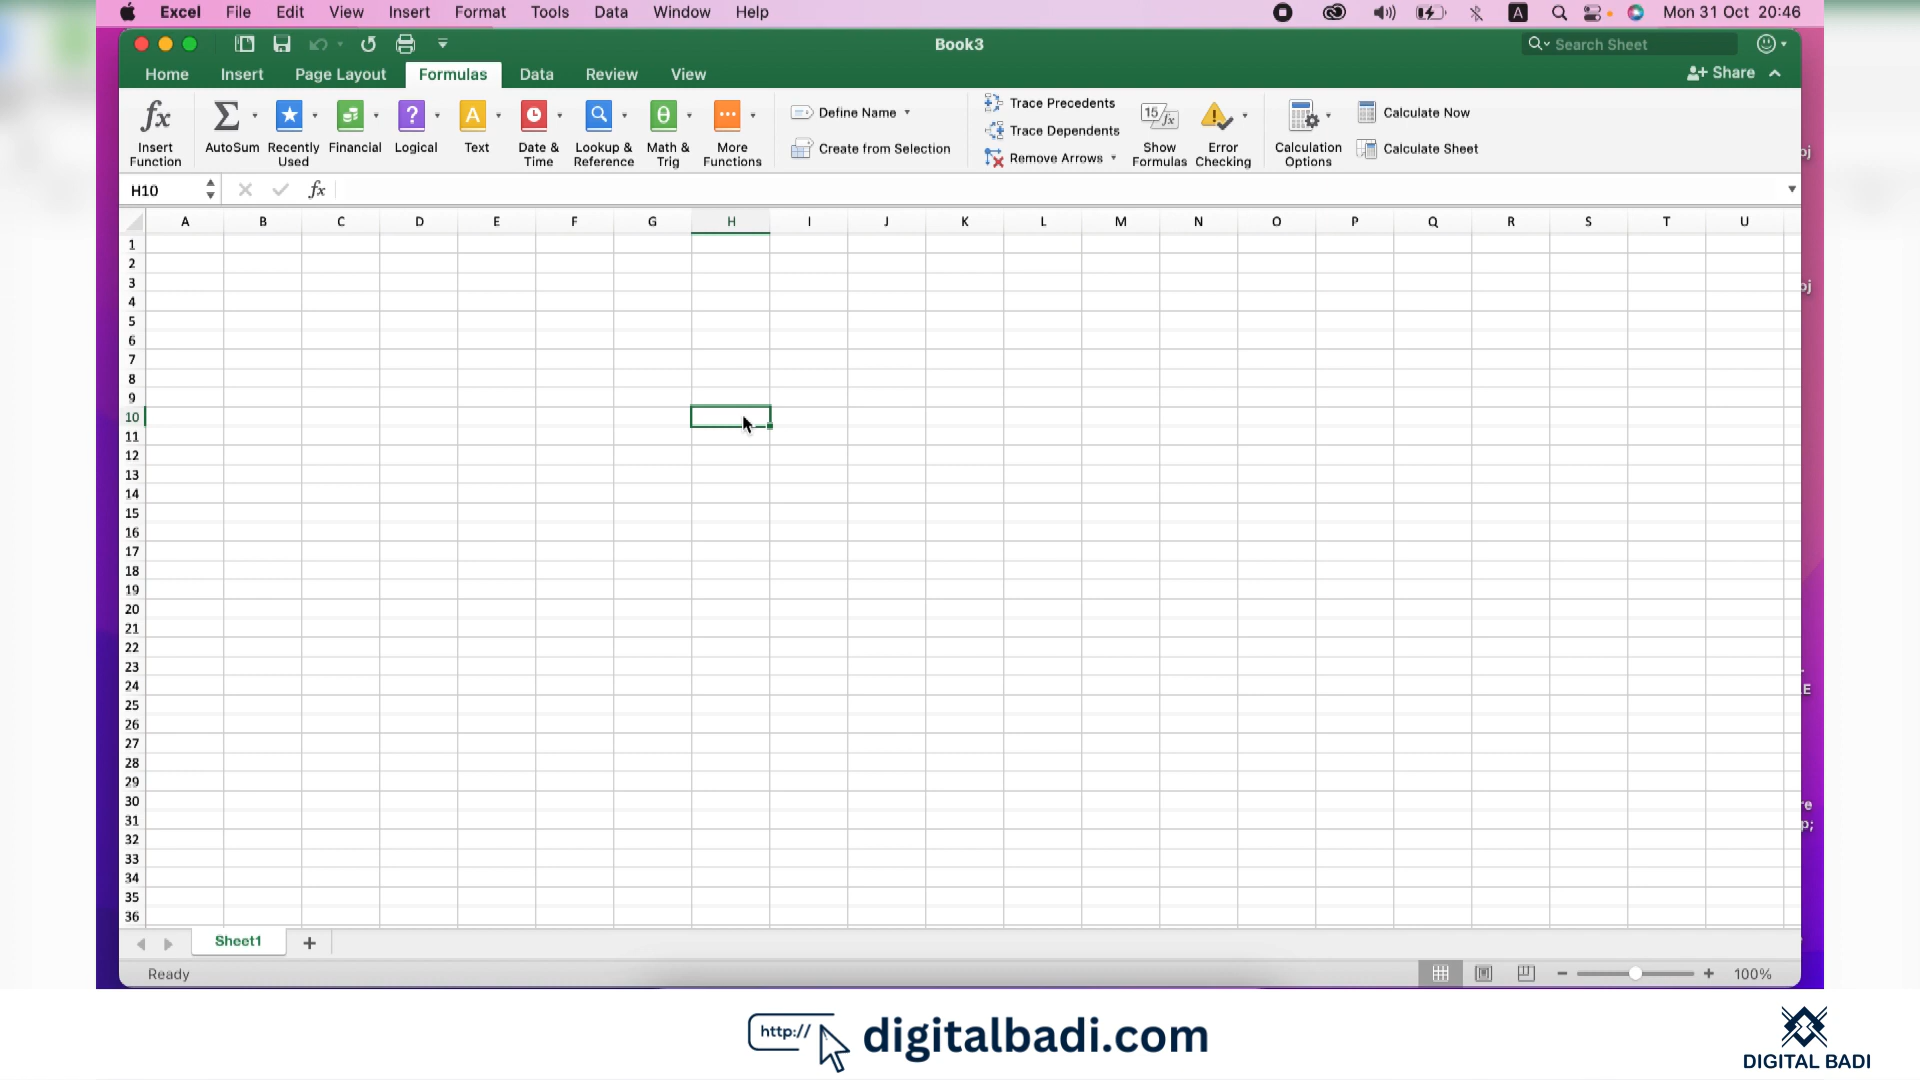 Excel File Edit View Insert Format Tools Data Window Help A Mon 31 Oct 20:46
Book3
Search Sheet
Home Insert Page Layout Formulas Data Review View Share
fx Insert Function
AutoSum
Recently Used
Financial
? Logical
A Text
Date & Time
Lookup & Reference
θ Math & Trig
More Functions
Define Name
Create from Selection
Trace Precedents
Trace Dependents
Remove Arrows
15 fx Show Formulas
Error Checking
Calculation Options
Calculate Now
Calculate Sheet
H10 fx
A B C D E F G H I J K L M N O P Q R S T U
1
2
3
4
5
6
7
8
9
10
11
12
13
14
15
16
17
18
19
20
21
22
23
24
25
26
27
28
29
30
31
32
33
34
35
36
Sheet1 +
Ready
100%
http:// digitalbadi.com
DIGITAL BADI